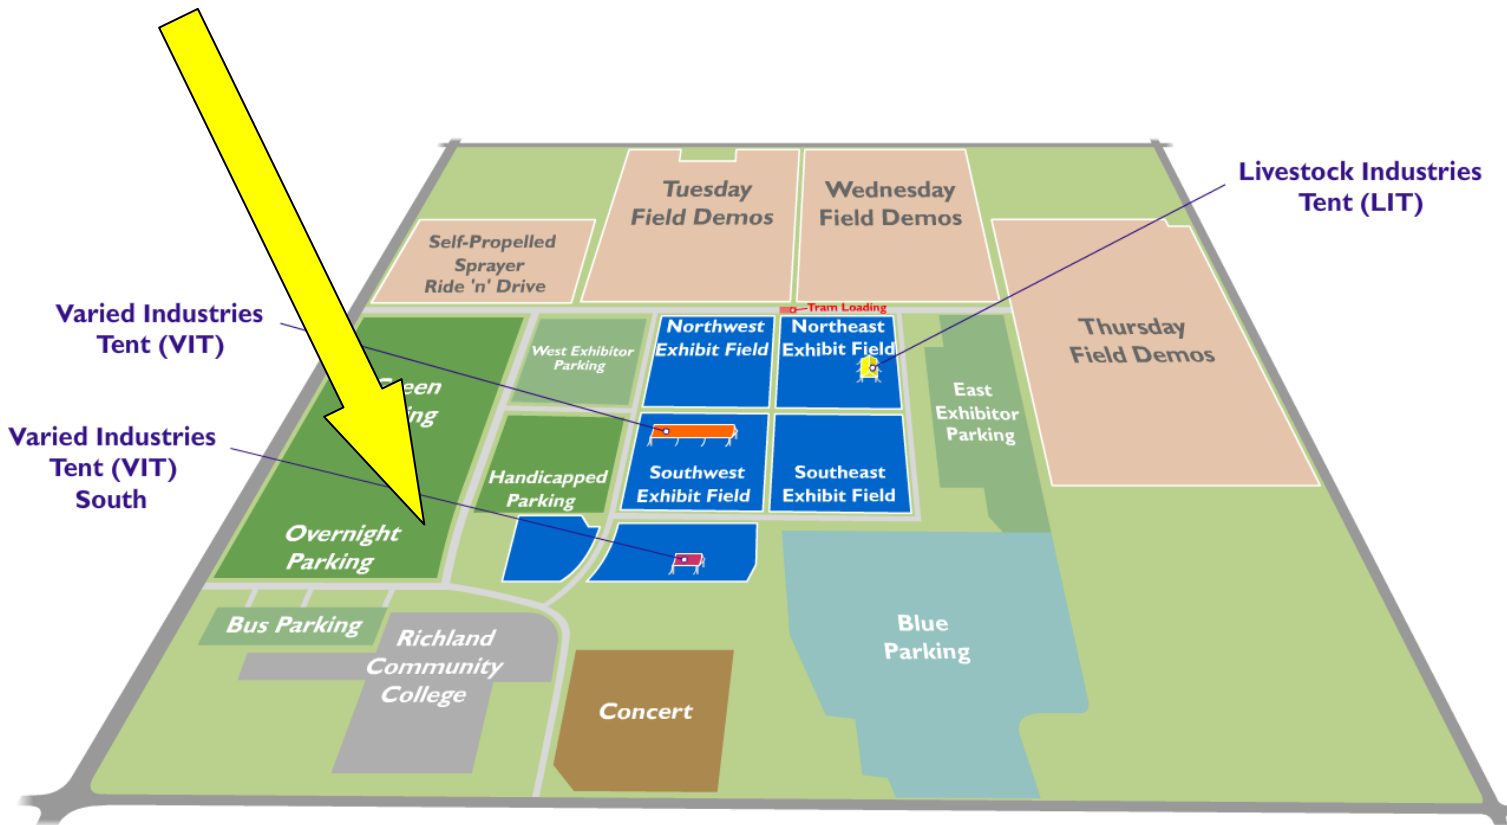 Tuesday
Field Demos
Wednesday
Field Demos
Livestock Industries
Tent (LIT)
Self-Propelled
Sprayer
Ride 'n' Drive
Varied Industries
Tent (VIT)
Tram Loading
Northwest
Exhibit Field
Northeast
Exhibit Field
Thursday
Field Demos
West Exhibitor
Parking
East
Exhibitor
Parking
Varied Industries
Tent (VIT)
South
Handicapped
Parking
Southwest
Exhibit Field
Southeast
Exhibit Field
Overnight
Parking
Bus Parking
Richland
Community
College
Blue
Parking
Concert